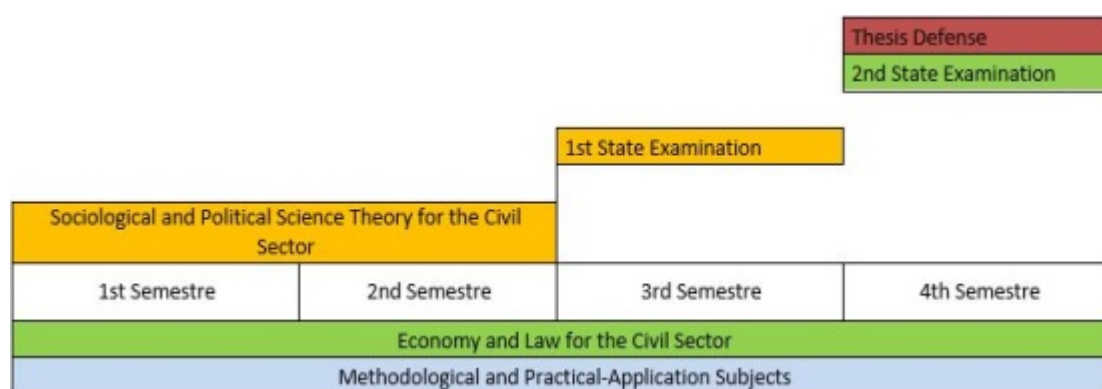 Thesis Defense
2nd State Examination
1st State Examination
Sociological and Political Science Theory for the Civil
Sector
1st Semestre
2nd Semestre
3rd Semestre
4th Semestre
Economy and Law for the Civil Sector
Methodological and Practical-Application Subjects